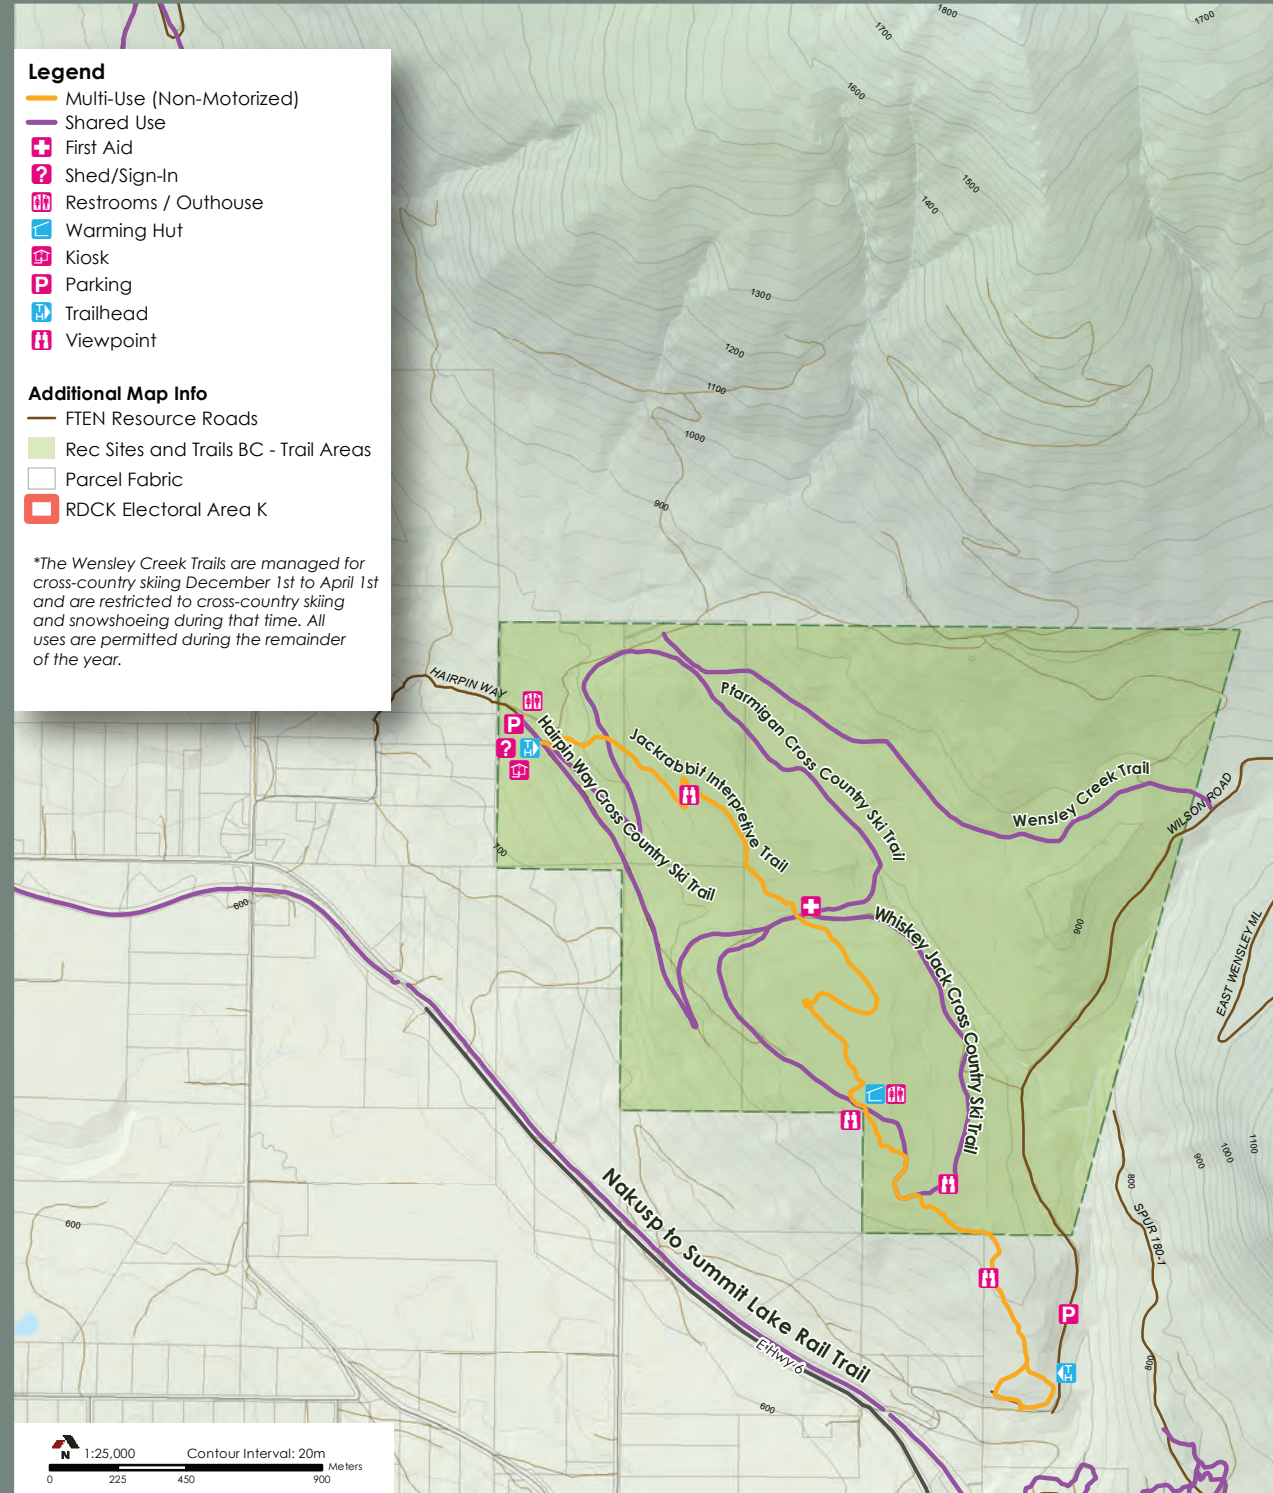 1800
1700
1700
1600
1500
1400
1300
1200
1100
1000
900
Legend
Multi-Use (Non-Motorized)
Shared Use
First Aid
? Shed/Sign-In
Restrooms / Outhouse
Warming Hut
Kiosk
P Parking
TH Trailhead
Viewpoint
Additional Map Info
FTEN Resource Roads
Rec Sites and Trails BC - Trail Areas
Parcel Fabric
RDCK Electoral Area K
*The Wensley Creek Trails are managed for
cross-country skiing December 1st to April 1st
and are restricted to cross-country skiing
and snowshoeing during that time. All
uses are permitted during the remainder
of the year.
HAIRPIN WAY
P
? TH
Hairpin Way Cross Country Ski Trail
Jackrabbit Interpretive Trail
Ptarmigan Cross Country Ski Trail
Wensley Creek Trail
WILSON ROAD
700
600
Whiskey Jack Cross Country Ski Trail
900
EAST WENSLEY ML
900
1000
1100
800
SPUR 180-1
600
Nakusp to Summit Lake Rail Trail
E Hwy 6
P
TH
800
600
N
1:25,000
Contour Interval: 20m
Meters
0 225 450 900